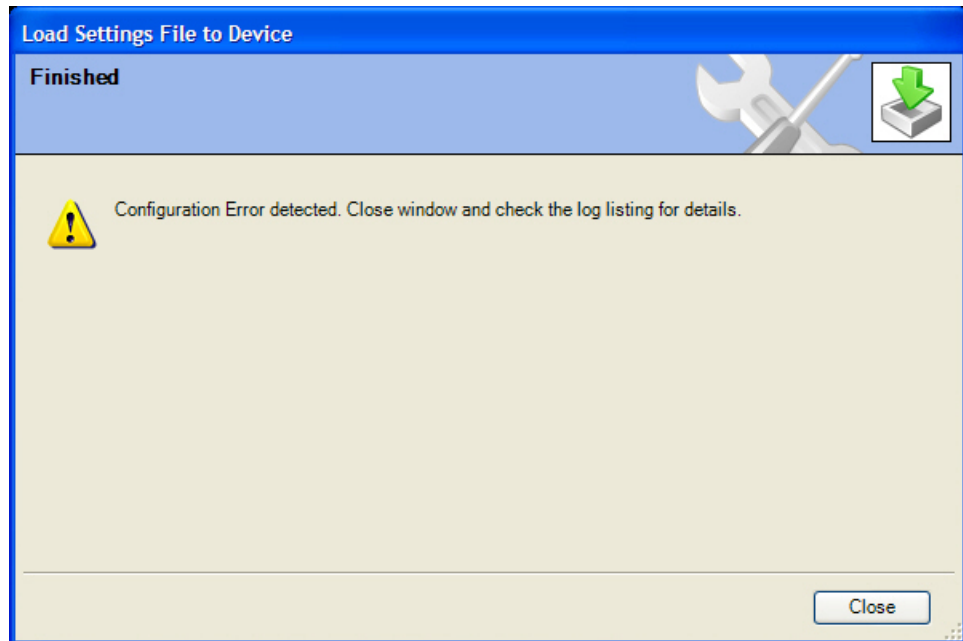 Load Settings File to Device
Finished
Configuration Error detected. Close window and check the log listing for details.
Close